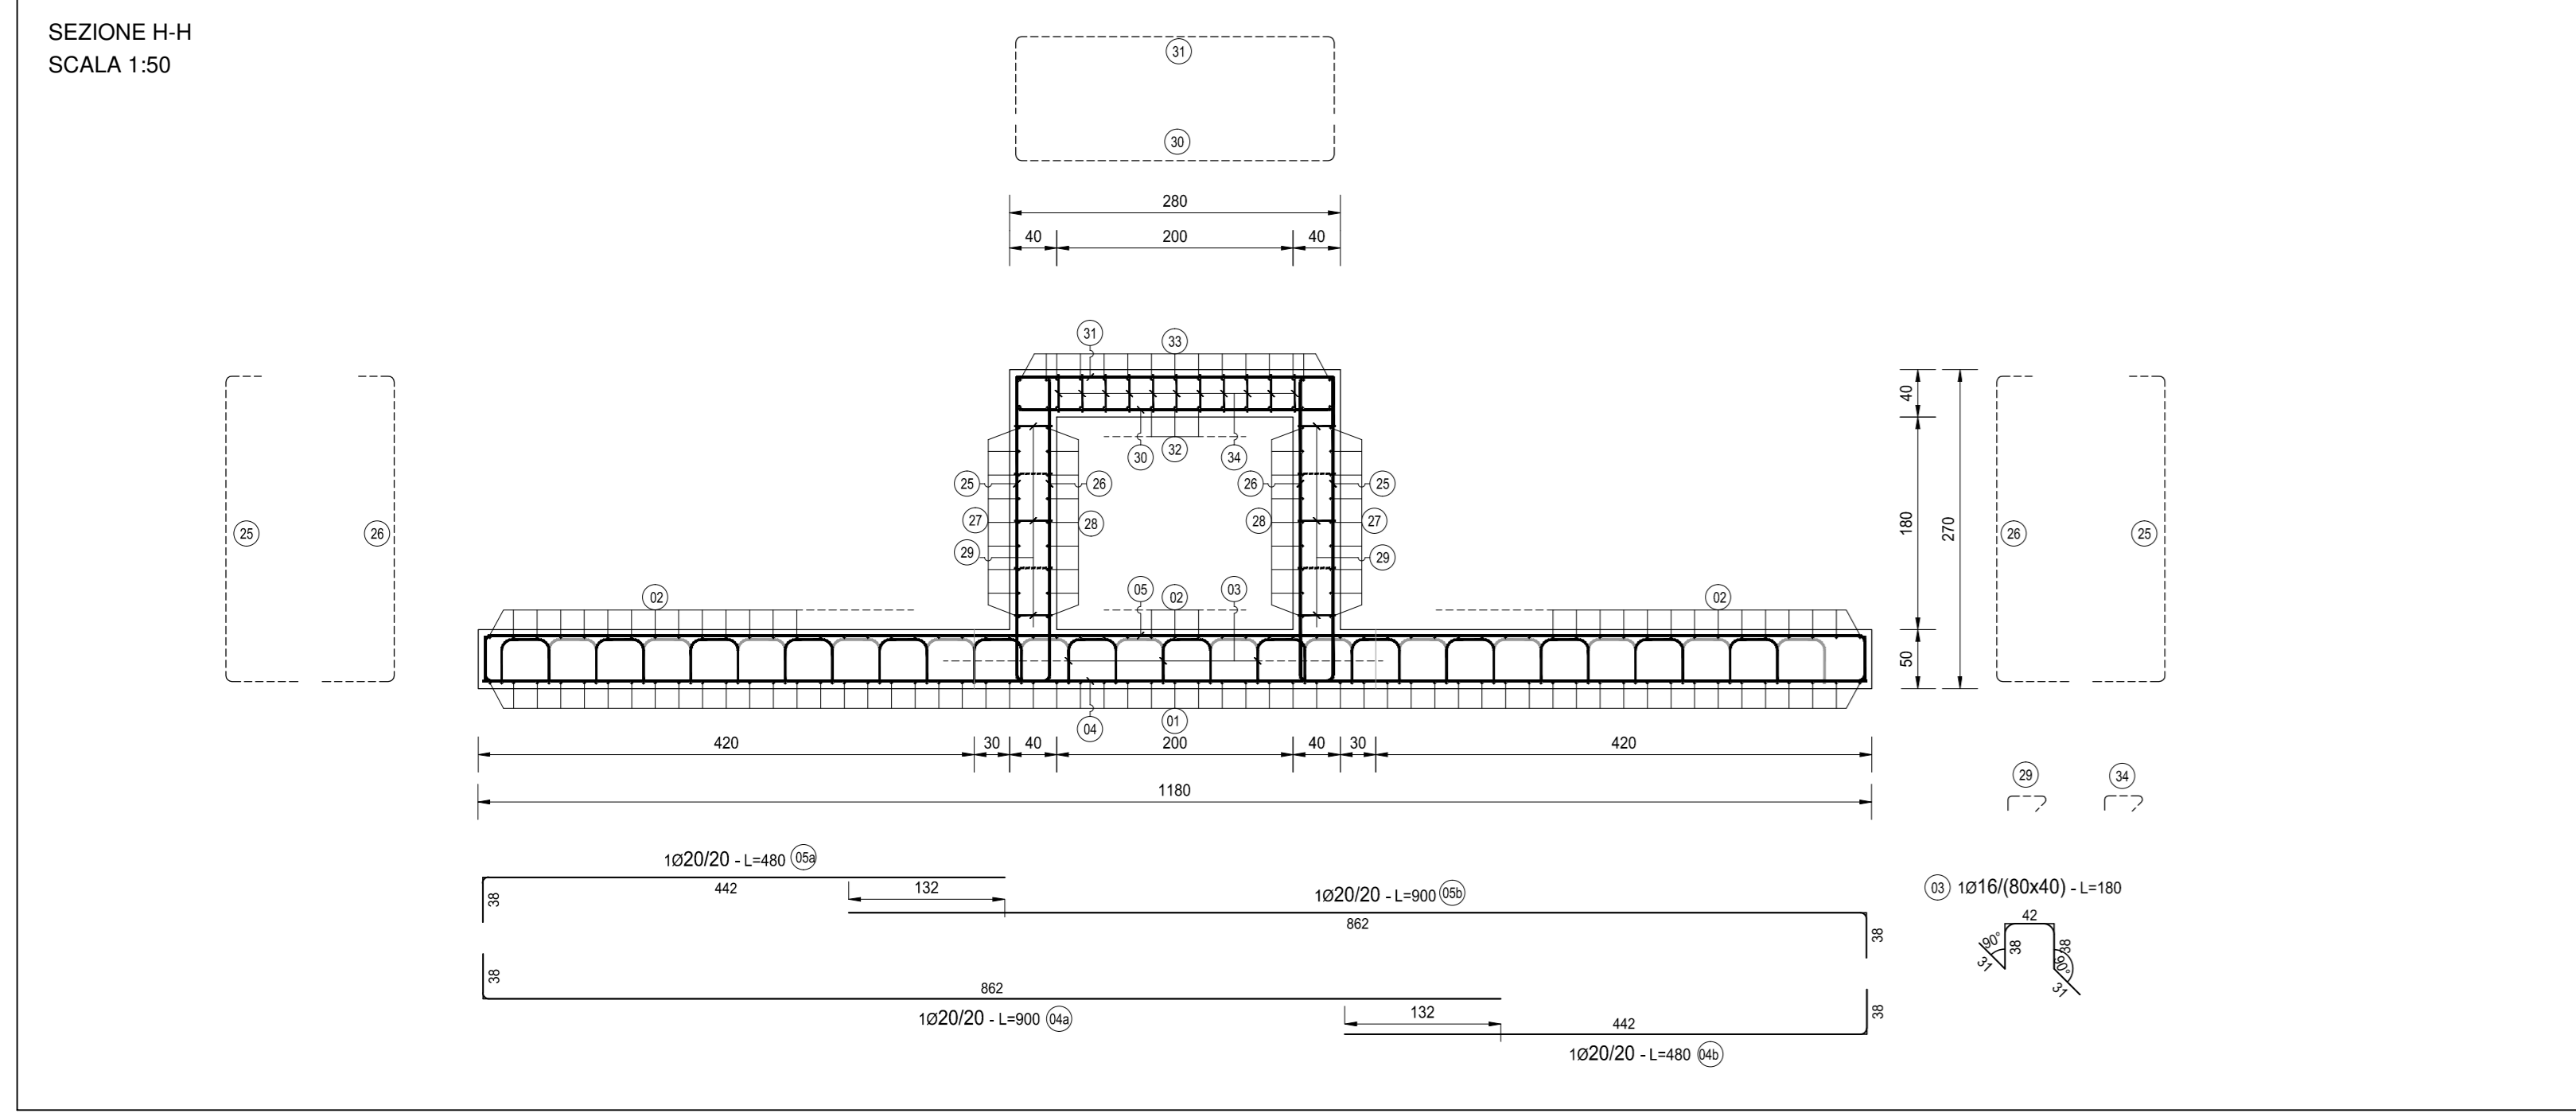 SEZIONE H-H
SCALA 1:50
31
30
280
40 200 40
31 33
30 32 34
25 26 26 25
27 28 28 27
29 29
25 26
26 25
40
180
270
50
02 05 02 03 02
04 01
420 30 40 200 40 30 420
1180
29 34
1Ø20/20 - L=480 05a
442 132
38
1Ø20/20 - L=900 05b
862
38
03 1Ø16/(80x40) - L=180
42
90° 38 38 90°
31 31
38
862
1Ø20/20 - L=900 04a
132 442
38
1Ø20/20 - L=480 04b